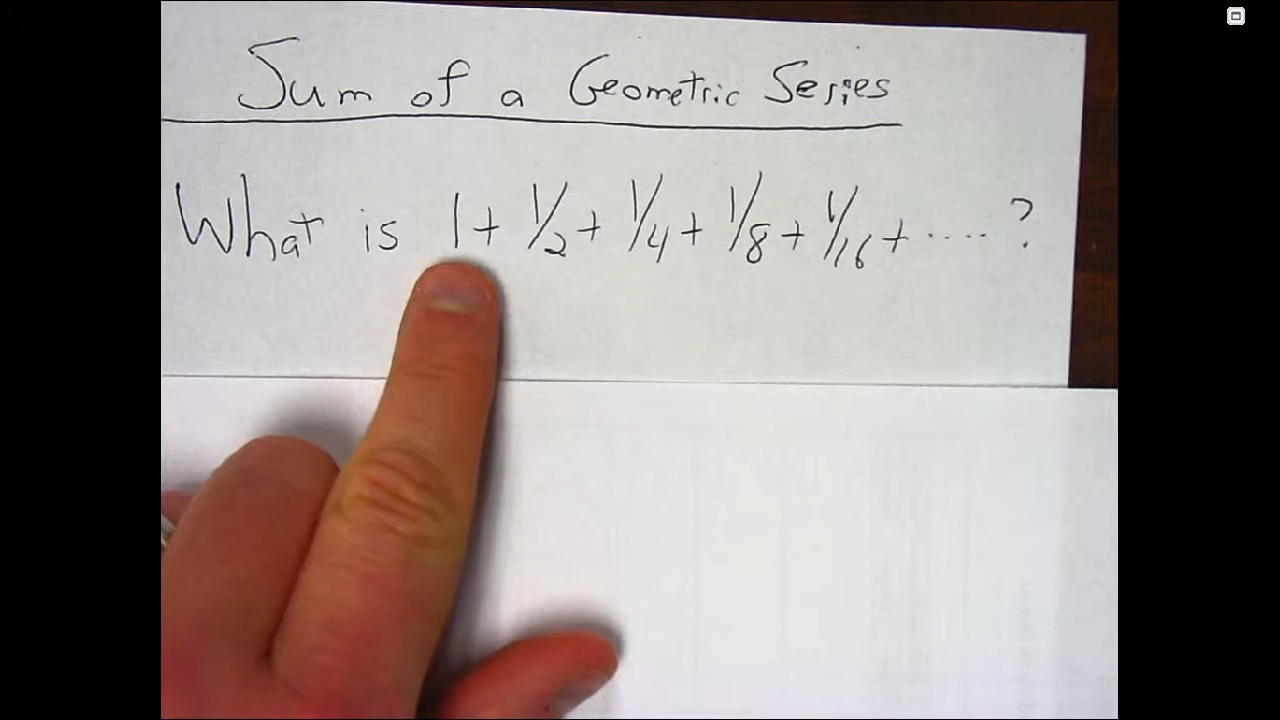 Sum of a Geometric Series
What is 1 + 1/2 + 1/4 + 1/8 + 1/16 + ..... ?